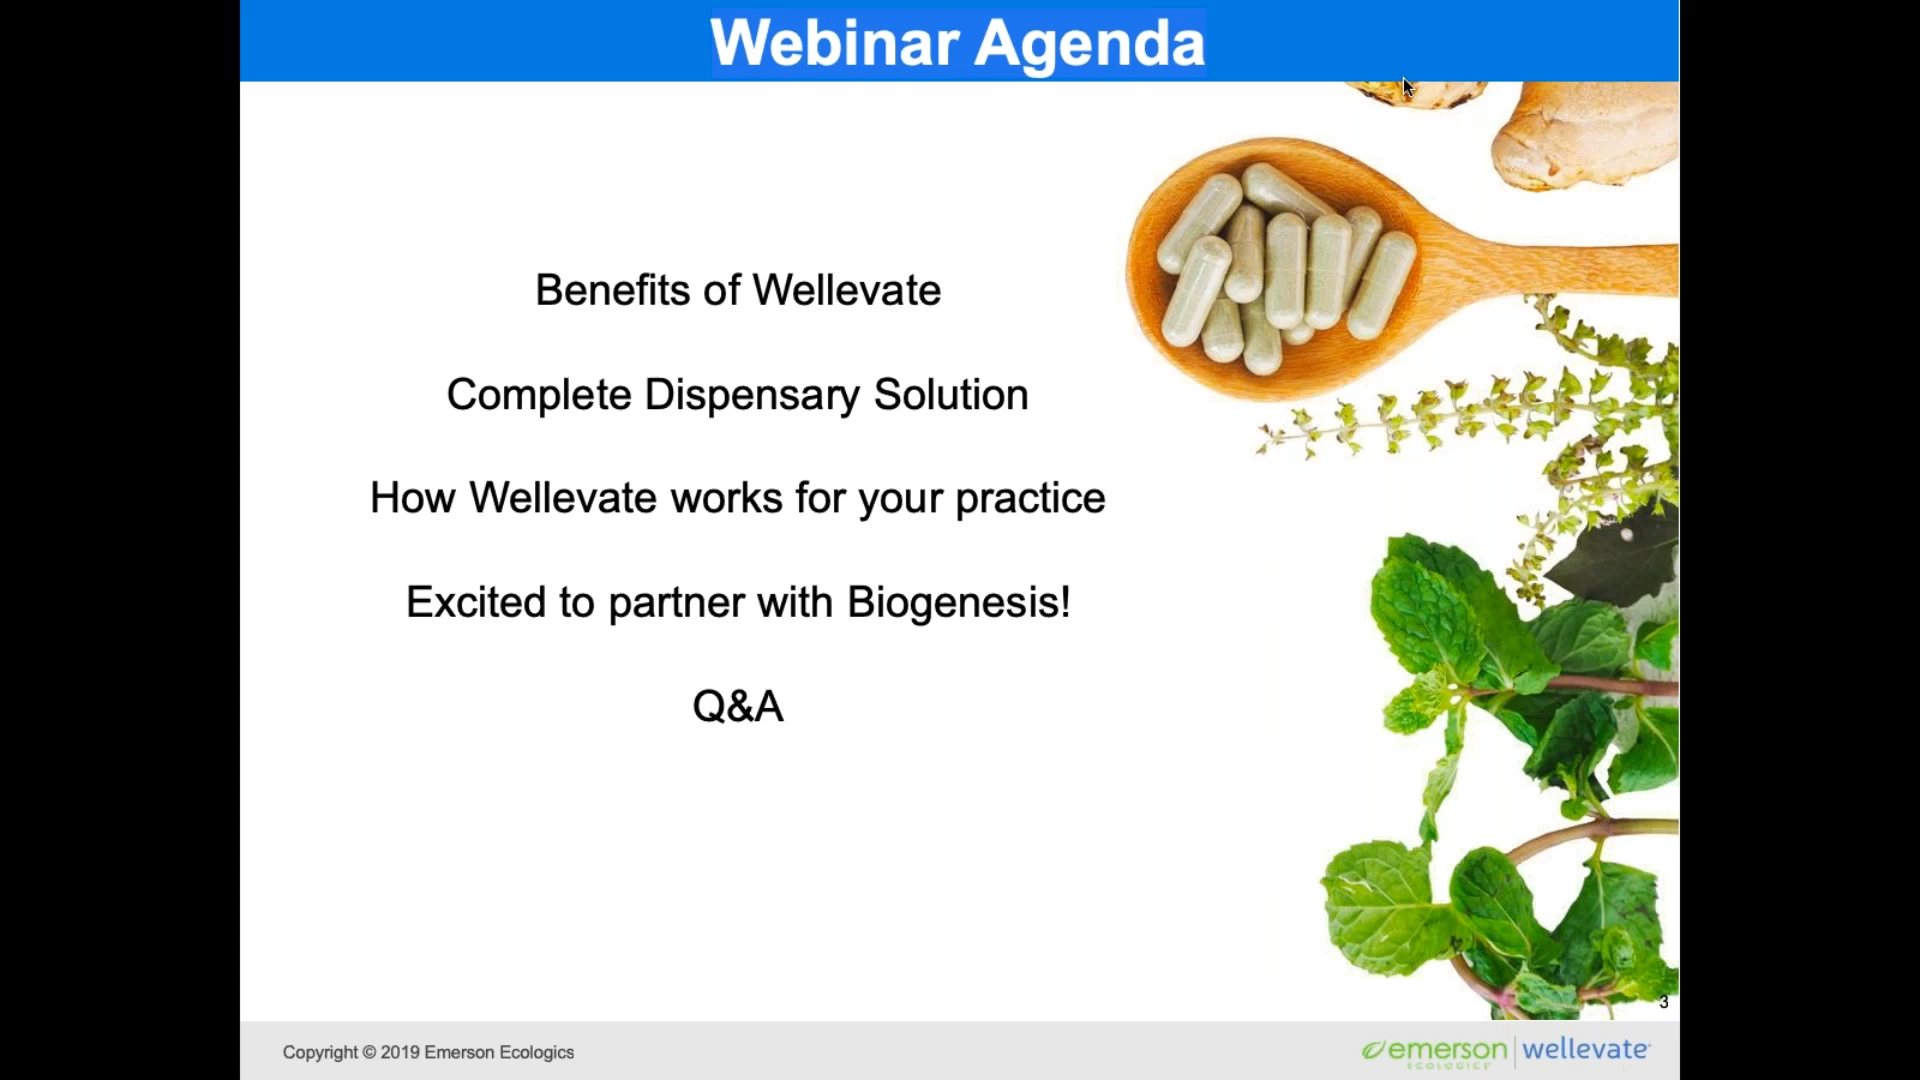 Webinar Agenda
Benefits of Wellevate
Complete Dispensary Solution
How Wellevate works for your practice
Excited to partner with Biogenesis!
Q&A
3
Copyright © 2019 Emerson Ecologics
emerson ECOLOGICS | wellevate